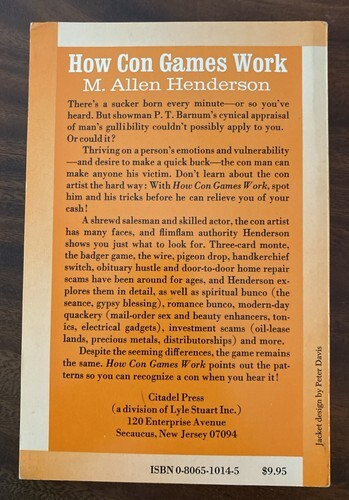 How Con Games Work
M. Allen Henderson
There's a sucker born every minute—or so you've
heard. But showman P. T. Barnum's cynical appraisal
of man's gullibility couldn't possibly apply to you.
Or could it?
Thriving on a person's emotions and vulnerability
—and desire to make a quick buck—the con man can
make anyone his victim. Don't learn about the con
artist the hard way: With How Con Games Work, spot
him and his tricks before he can relieve you of your
cash!
A shrewd salesman and skilled actor, the con artist
has many faces, and flimflam authority Henderson
shows you just what to look for. Three-card monte,
the badger game, the wire, pigeon drop, handkerchief
switch, obituary hustle and door-to-door home repair
scams have been around for ages, and Henderson ex-
plores them in detail, as well as spiritual bunco (the
seance, gypsy blessing), romance bunco, modern-day
quackery (mail-order sex and beauty enhancers, ton-
ics, electrical gadgets), investment scams (oil-lease
lands, precious metals, distributorships) and more.
Despite the seeming differences, the game remains
the same. How Con Games Work points out the pat-
terns so you can recognize a con when you hear it!
Citadel Press
(a division of Lyle Stuart Inc.)
120 Enterprise Avenue
Secaucus, New Jersey 07094
Jacket design by Peter Davis
ISBN 0-8065-1014-5 $9.95